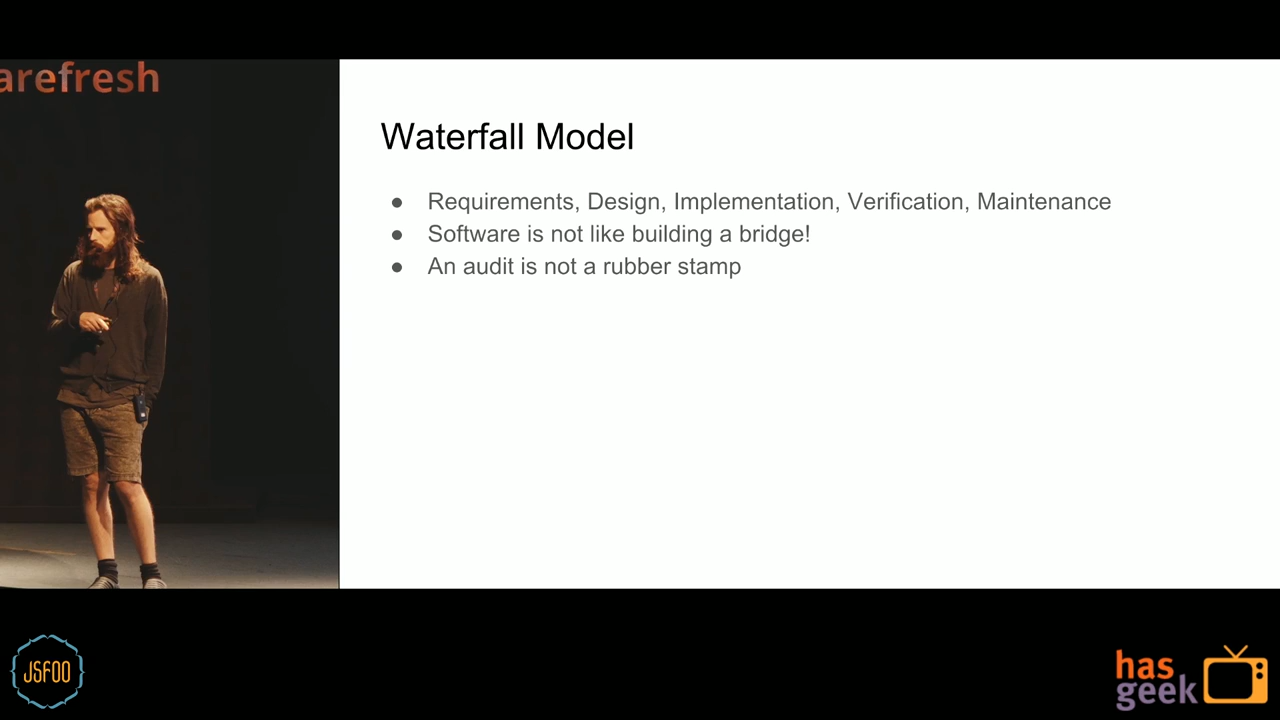 arefresh
Waterfall Model
● Requirements, Design, Implementation, Verification, Maintenance
● Software is not like building a bridge!
● An audit is not a rubber stamp
JSFOO
has
geek